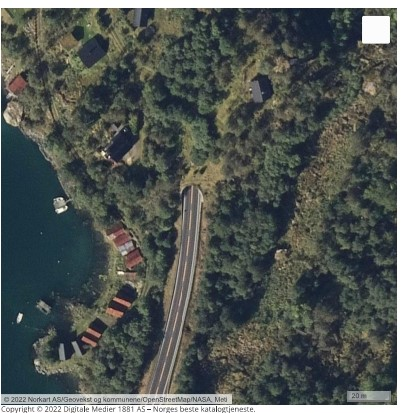 20 m
© 2022 Norkart AS/Geovekst og kommunene/OpenStreetMap/NASA, Meti
Copyright © 2022 Digitale Medier 1881 AS – Norges beste katalogtjeneste.